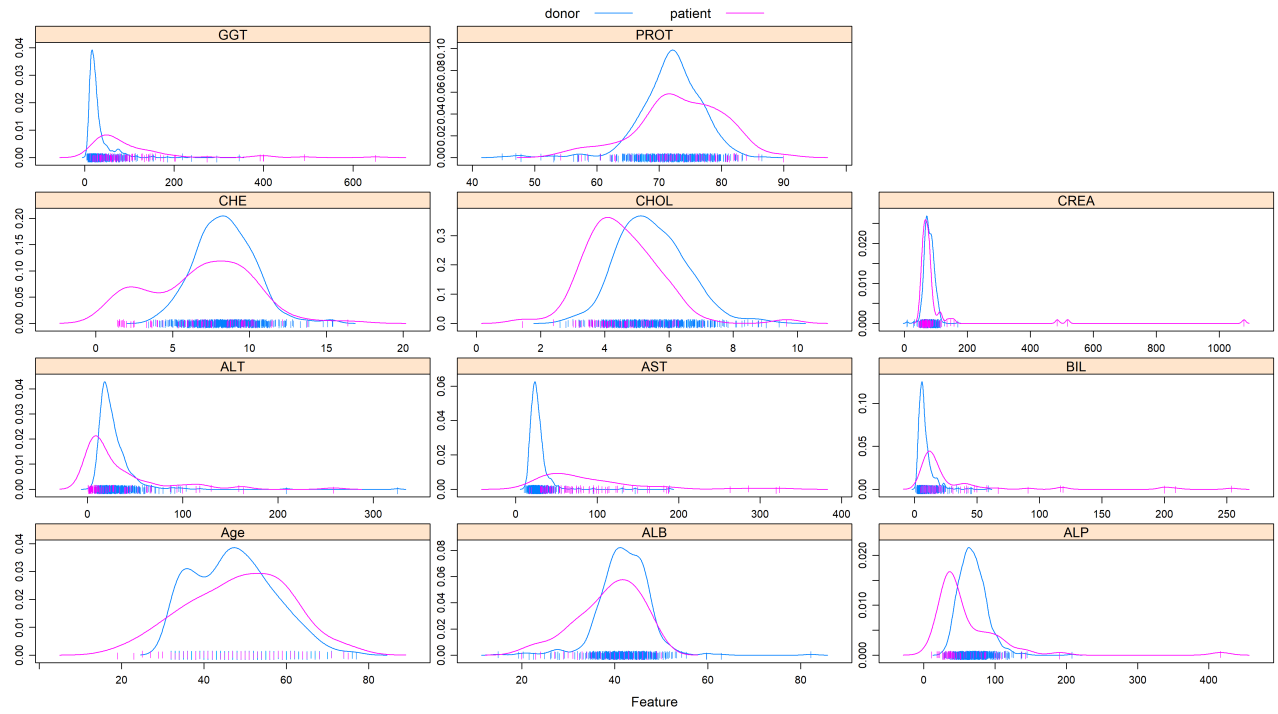 donor patient
GGT PROT
0.00 0.01 0.02 0.03 0.04
0.00 0.02 0.04 0.06 0.08 0.10
0 200 400 600
40 50 60 70 80 90
CHE CHOL CREA
0.00 0.05 0.10 0.15 0.20
0.0 0.1 0.2 0.3
0.000 0.010 0.020
0 5 10 15 20
0 2 4 6 8 10
0 200 400 600 800 1000
ALT AST BIL
0.00 0.01 0.02 0.03 0.04
0.00 0.02 0.04 0.06
0.00 0.05 0.10
0 100 200 300
0 100 200 300 400
0 50 100 150 200 250
Age ALB ALP
0.00 0.01 0.02 0.03 0.04
0.00 0.02 0.04 0.06 0.08
0.000 0.010 0.020
20 40 60 80
20 40 60 80
0 100 200 300 400
Feature